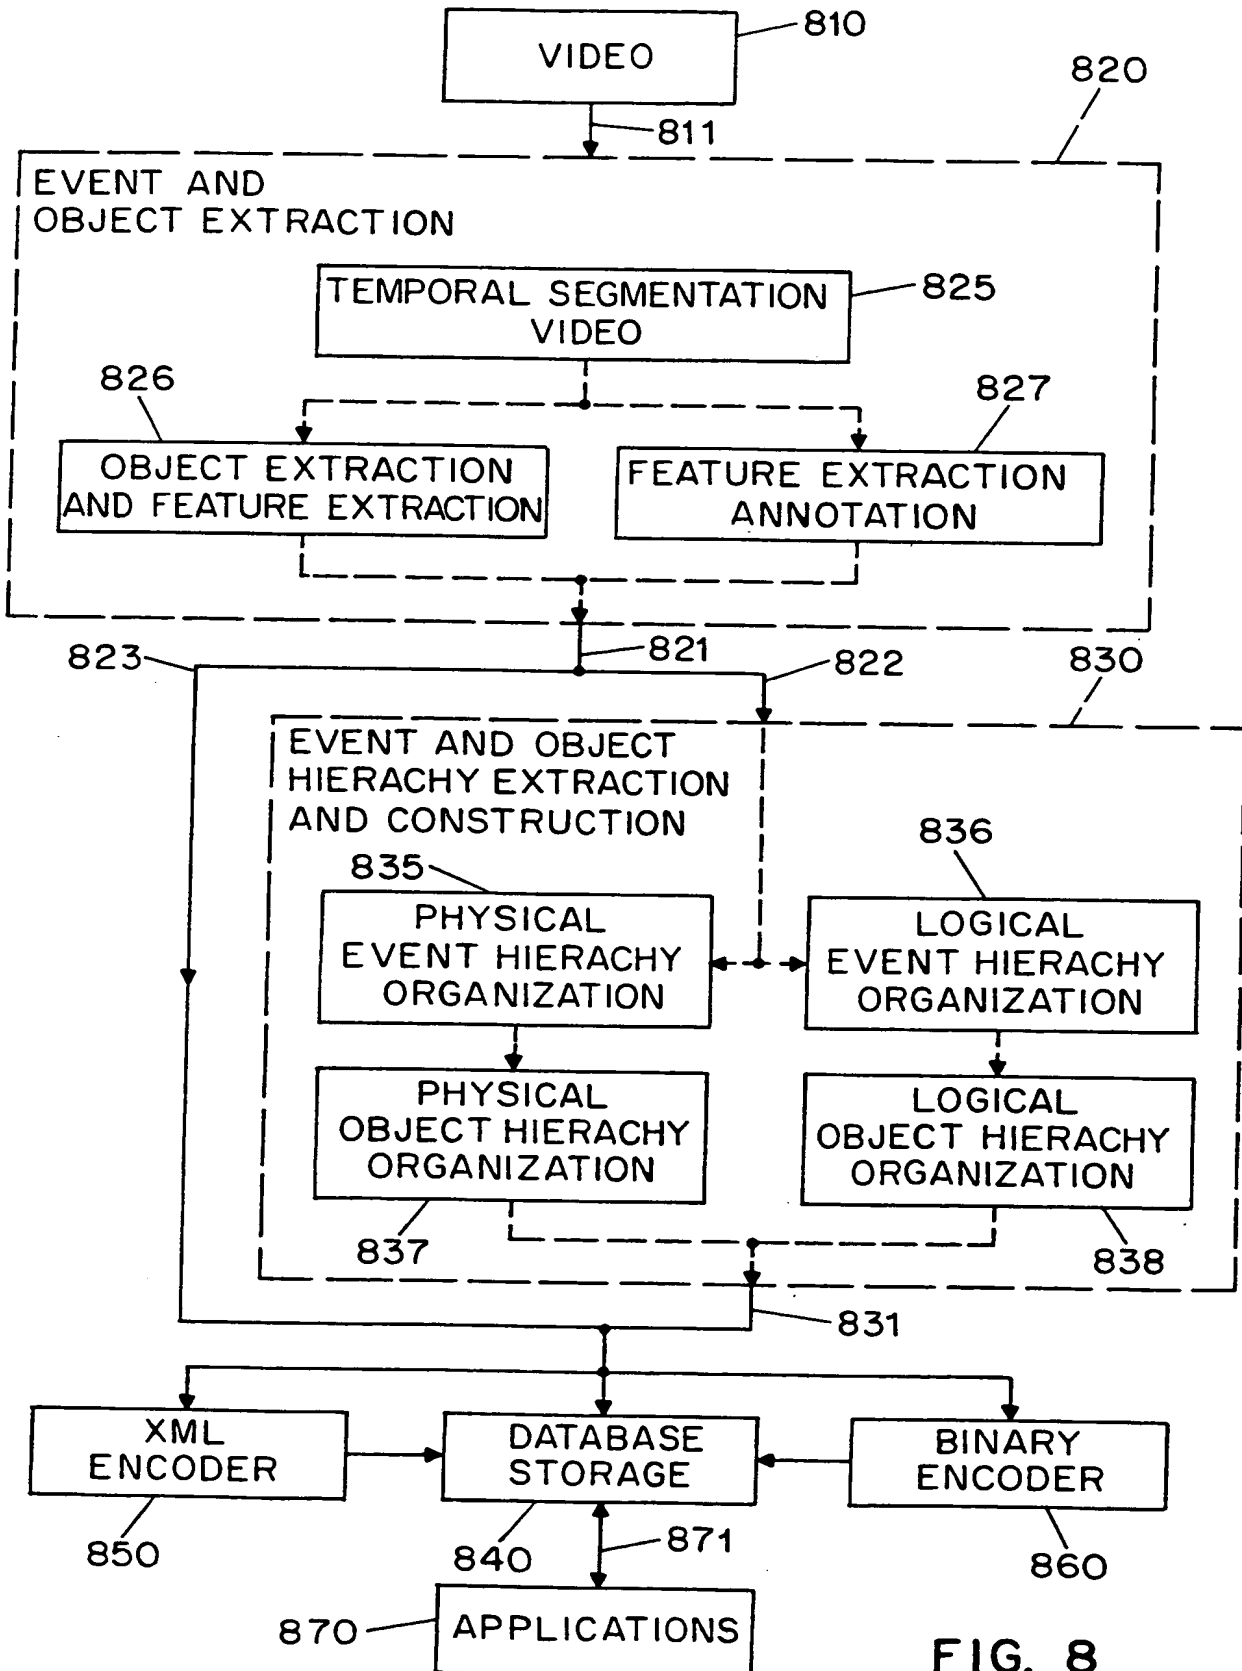 VIDEO
810
811
820
EVENT AND
OBJECT EXTRACTION
TEMPORAL SEGMENTATION
VIDEO
825
826
827
OBJECT EXTRACTION
AND FEATURE EXTRACTION
FEATURE EXTRACTION
ANNOTATION
823
821
822
830
EVENT AND OBJECT
HIERACHY EXTRACTION
AND CONSTRUCTION
835
836
PHYSICAL
EVENT HIERACHY
ORGANIZATION
LOGICAL
EVENT HIERACHY
ORGANIZATION
PHYSICAL
OBJECT HIERACHY
ORGANIZATION
LOGICAL
OBJECT HIERACHY
ORGANIZATION
837
838
831
XML
ENCODER
DATABASE
STORAGE
BINARY
ENCODER
850
840
871
860
870
APPLICATIONS
FIG. 8